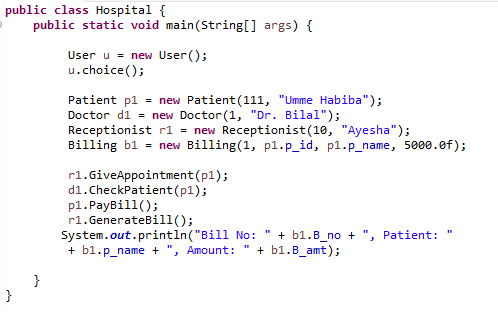 public class Hospital {
public static void main(String[] args) {
User u = new User();
u.choice();
Patient p1 = new Patient(111, "Umme Habiba");
Doctor d1 = new Doctor(1, "Dr. Bilal");
Receptionist r1 = new Receptionist(10, "Ayesha");
Billing b1 = new Billing(1, p1.p_id, p1.p_name, 5000.0f);
r1.GiveAppointment(p1);
d1.CheckPatient(p1);
p1.PayBill();
r1.GenerateBill();
System.out.println("Bill No: " + b1.B_no + ", Patient: "
+ b1.p_name + ", Amount: " + b1.B_amt);
}
}